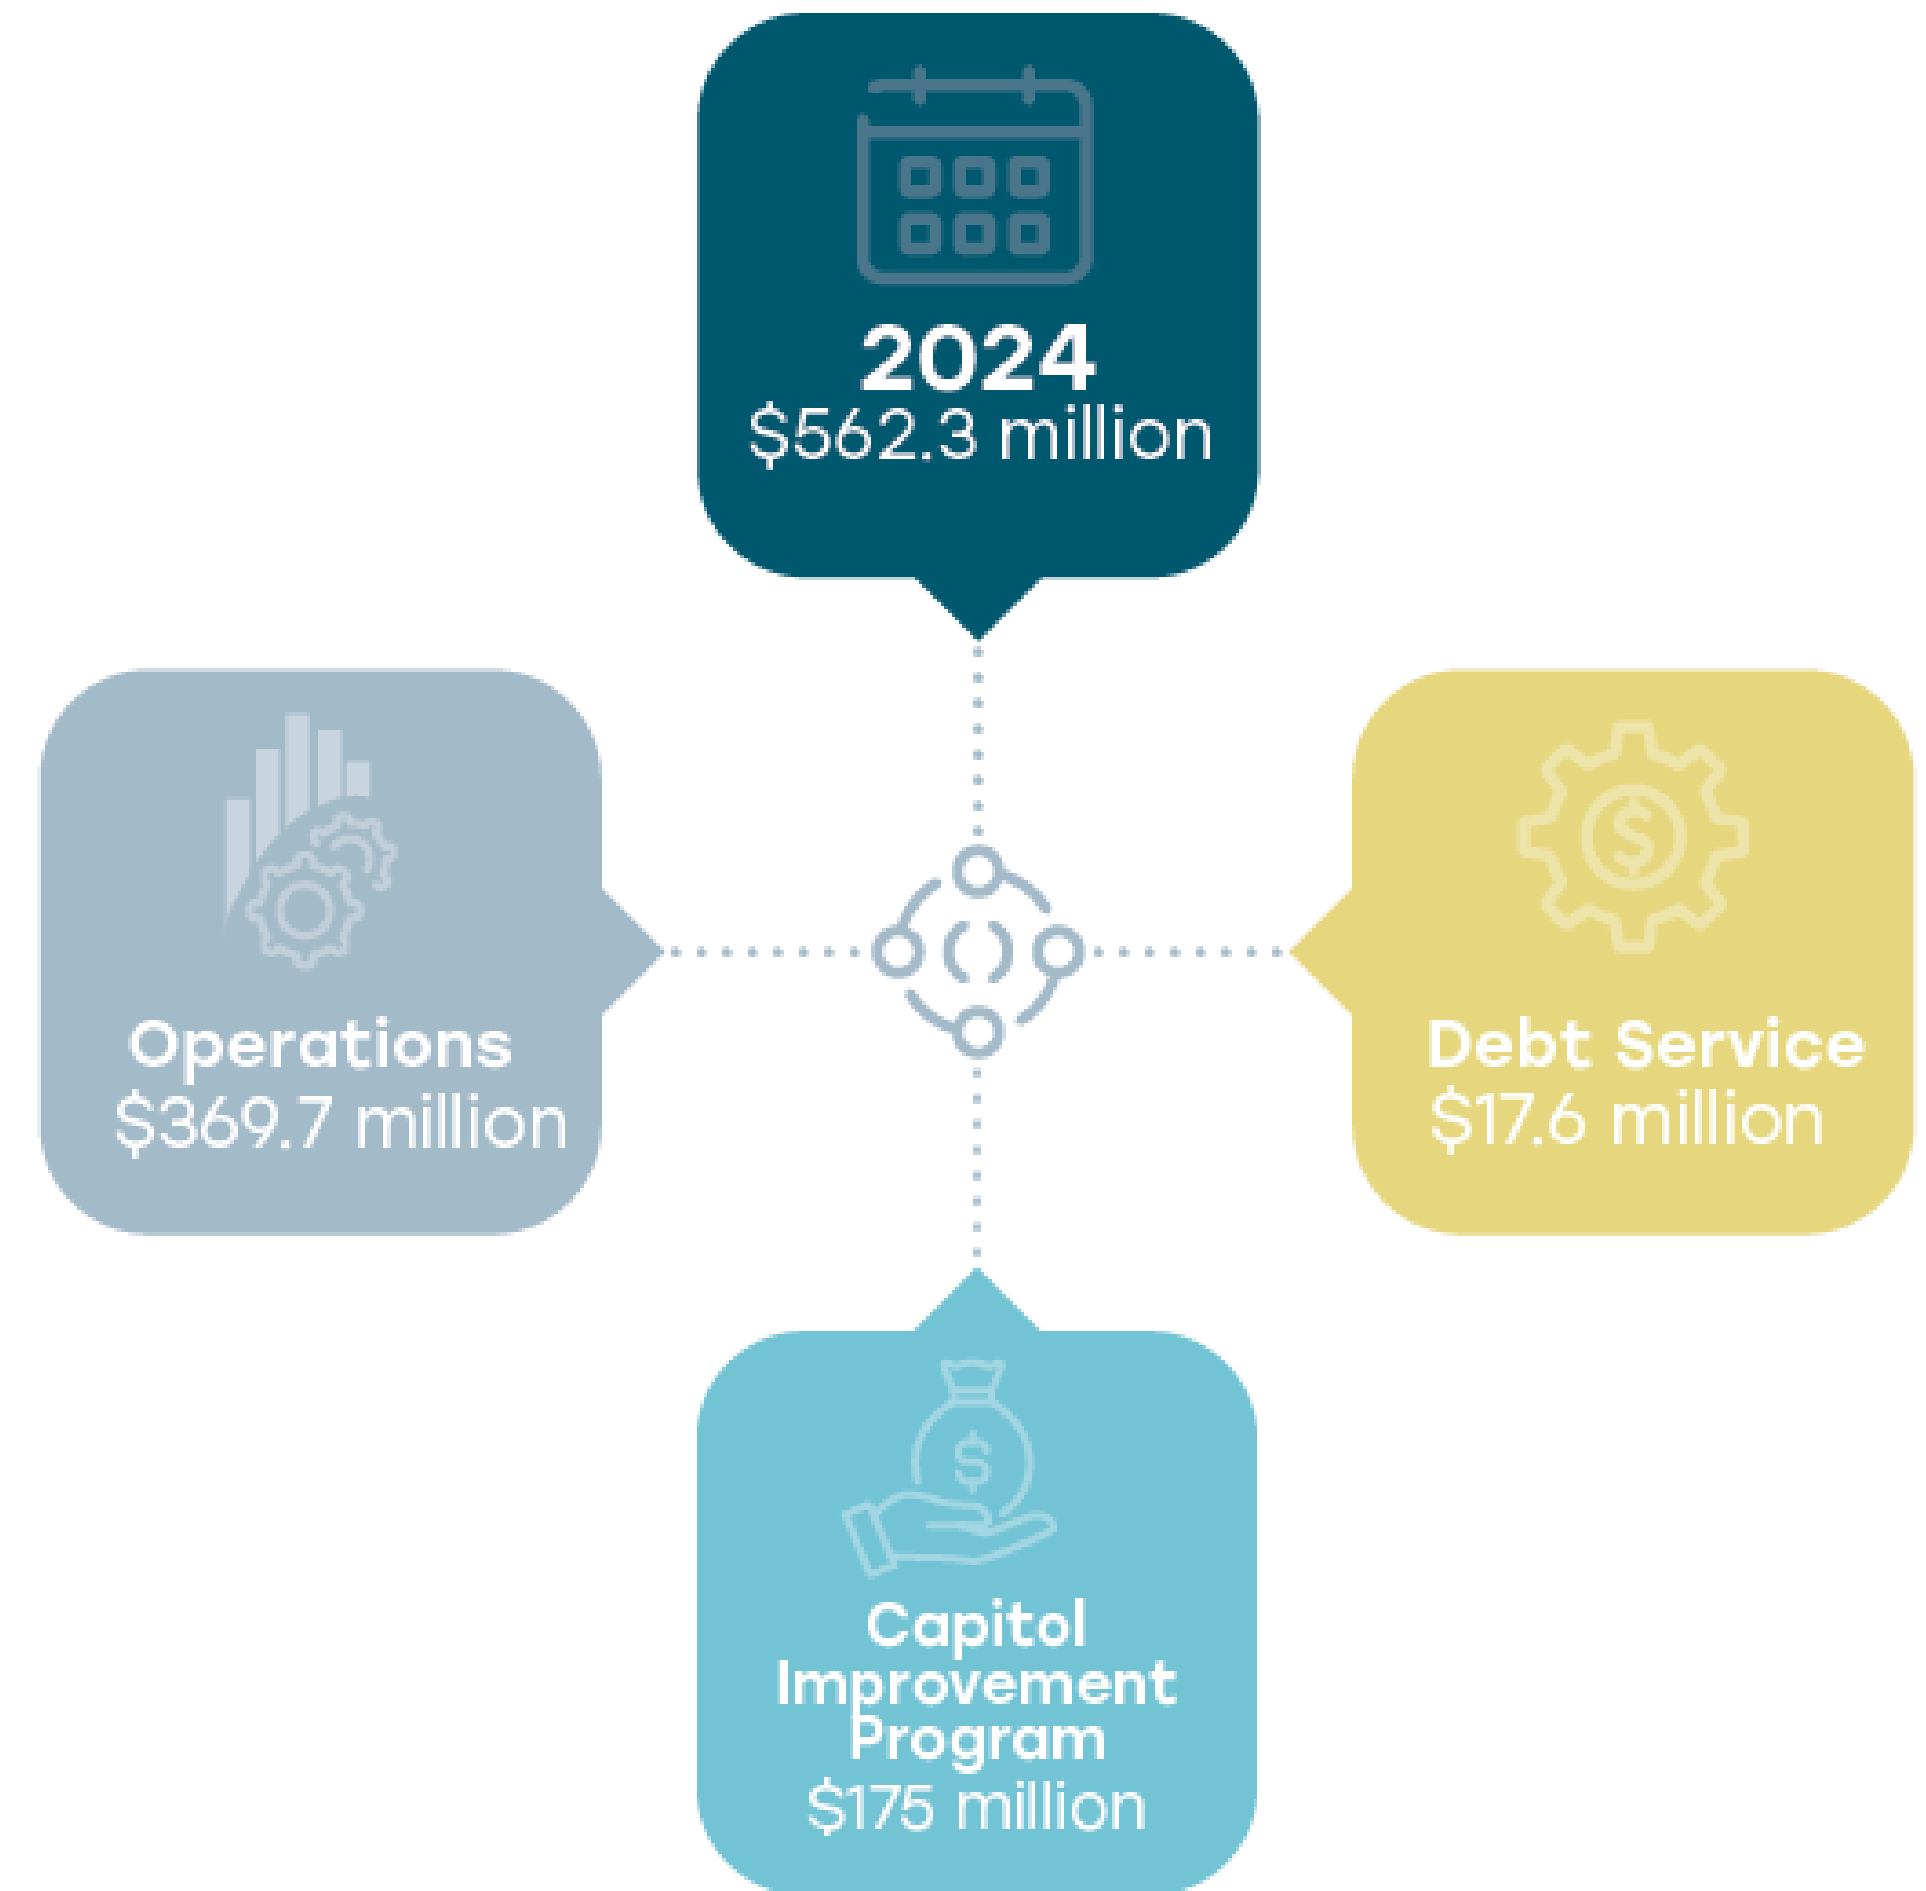 2024
$562.3 million
Operations
$369.7 million
Debt Service
$17.6 million
Capitol
Improvement
Program
$175 million